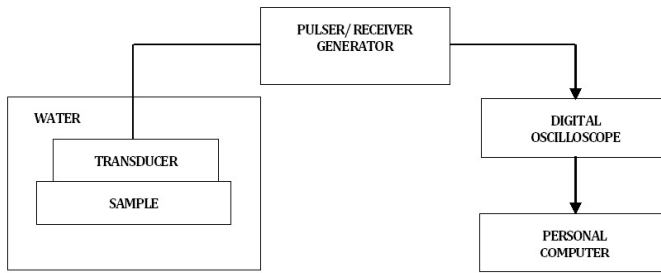 PULSER/ RECEIVER
GENERATOR
WATER
TRANSDUCER
SAMPLE
DIGITAL
OSCILLOSCOPE
PERSONAL
COMPUTER